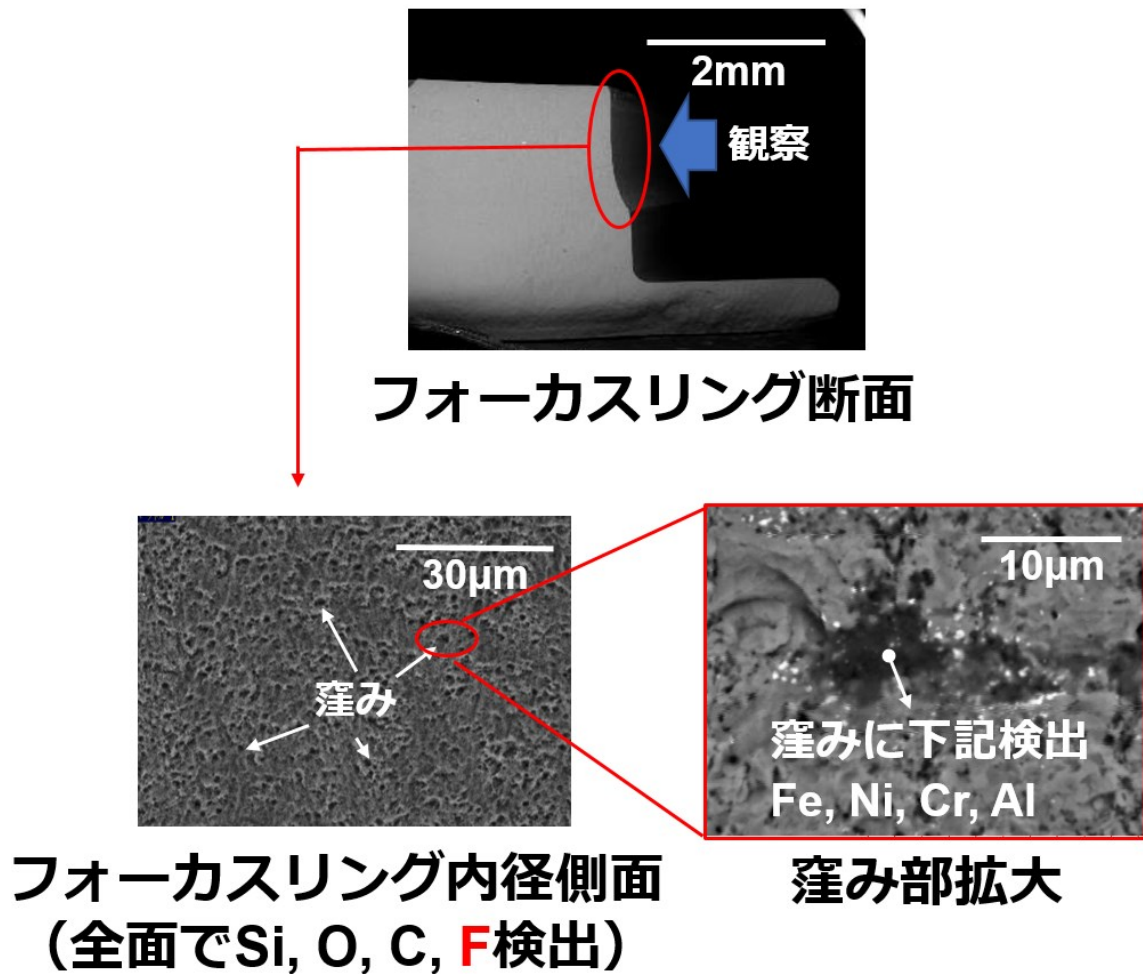 2mm
観察
フォーカスリング断面
30μm
窪み
10μm
窪みに下記検出
Fe, Ni, Cr, Al
フォーカスリング内径側面
（全面でSi, O, C, F検出）
窪み部拡大